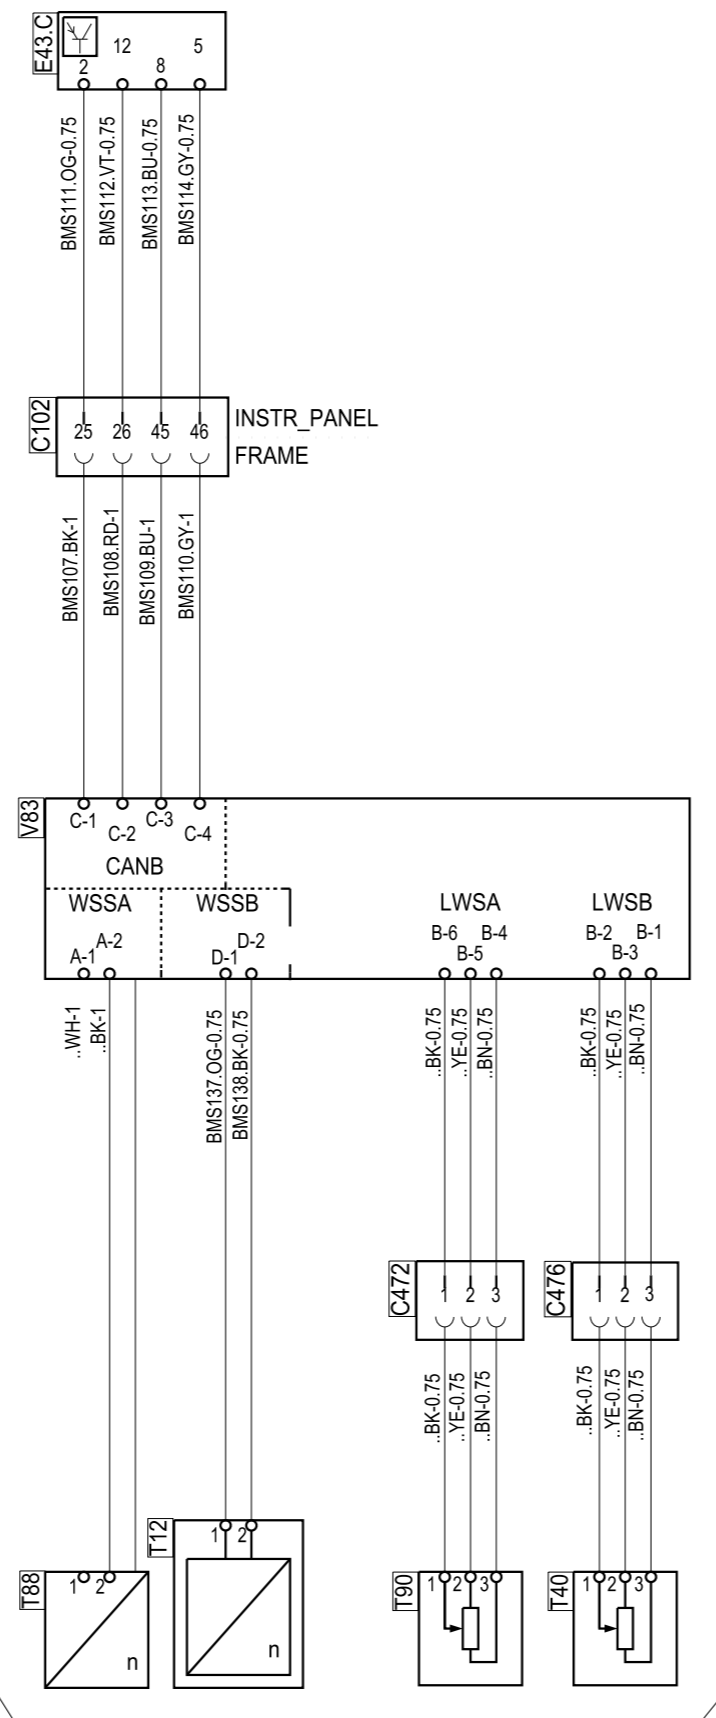 E43.C
2 12 8 5
BMS111.OG-0.75
BMS112.VT-0.75
BMS113.BU-0.75
BMS114.GY-0.75
C102
25 26 45 46
INSTR_PANEL
FRAME
BMS107.BK-1
BMS108.RD-1
BMS109.BU-1
BMS110.GY-1
V83
C-1 C-2 C-3 C-4
CANB
WSSA WSSB LWSA LWSB
A-1 A-2 D-1 D-2 B-6 B-5 B-4 B-2 B-3 B-1
..WH-1
..BK-1
BMS137.OG-0.75
BMS138.BK-0.75
..BK-0.75
..YE-0.75
..BN-0.75
..BK-0.75
..YE-0.75
..BN-0.75
C472
1 2 3
C476
1 2 3
..BK-0.75
..YE-0.75
..BN-0.75
..BK-0.75
..YE-0.75
..BN-0.75
T12
1 2
n
T88
1 2
n
T90
1 2 3
T40
1 2 3